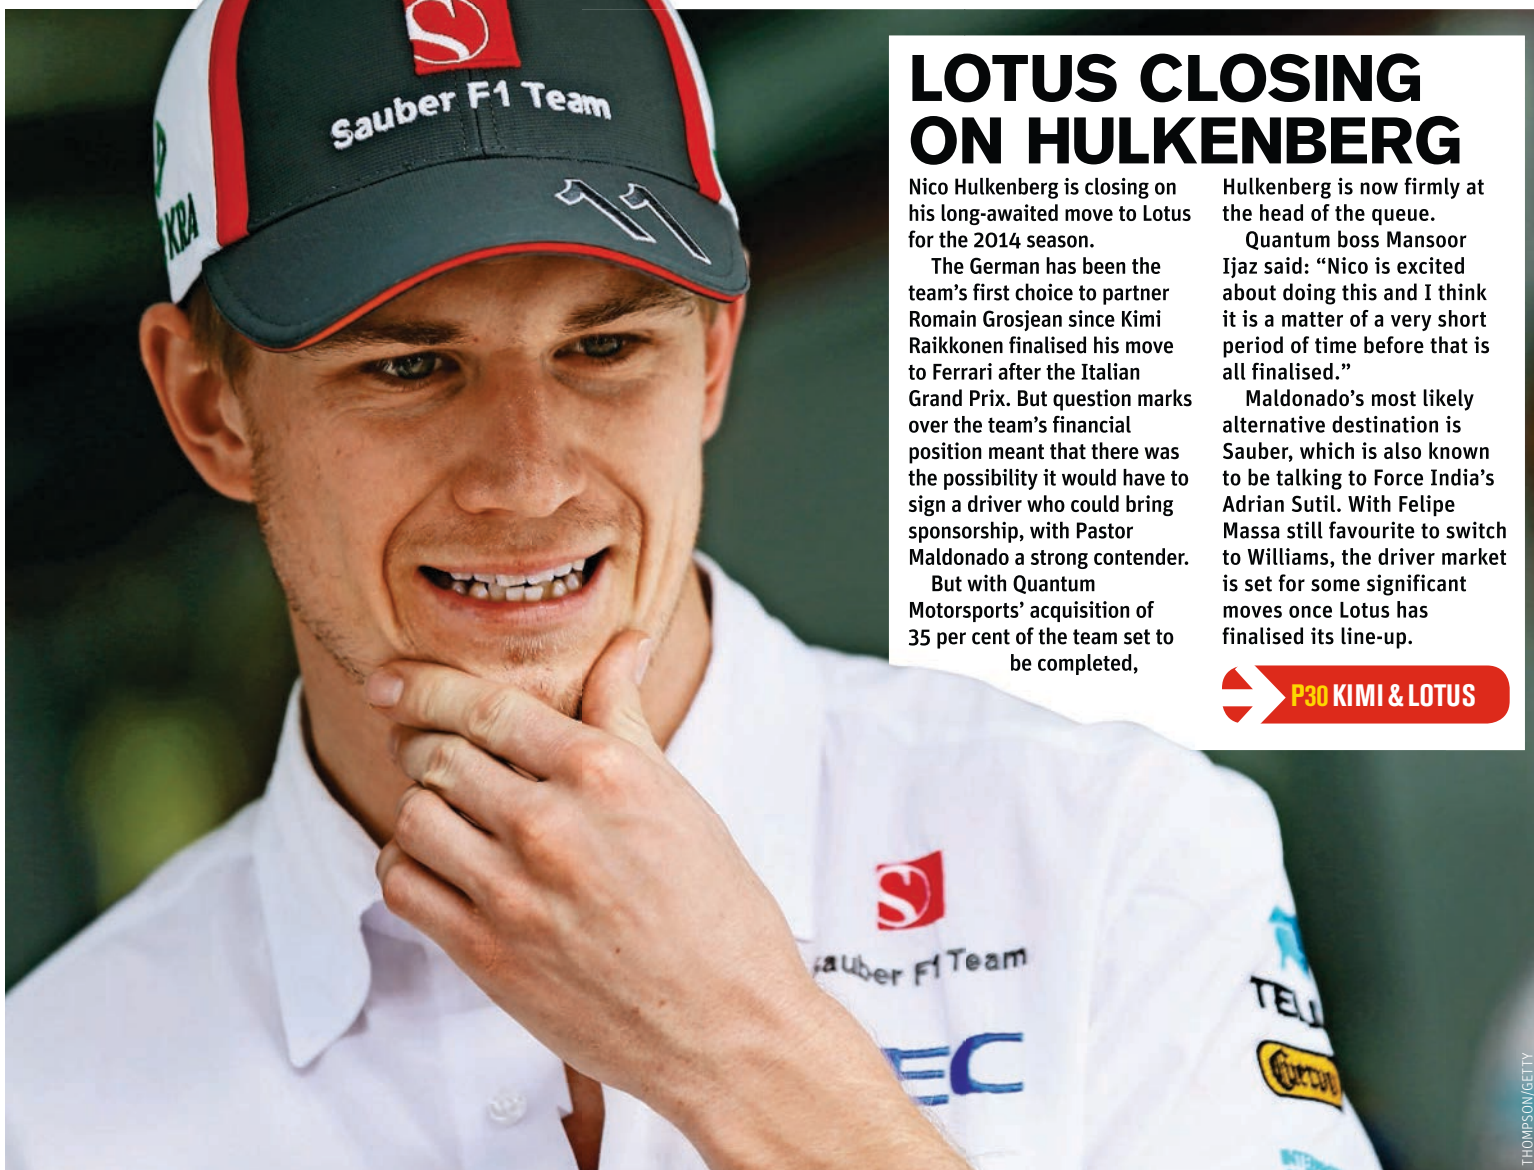 Sauber F1 Team
11
LOTUS CLOSING
ON HULKENBERG
Nico Hulkenberg is closing on
his long-awaited move to Lotus
for the 2014 season.
The German has been the
team's first choice to partner
Romain Grosjean since Kimi
Raikkonen finalised his move
to Ferrari after the Italian
Grand Prix. But question marks
over the team's financial
position meant that there was
the possibility it would have to
sign a driver who could bring
sponsorship, with Pastor
Maldonado a strong contender.
But with Quantum
Motorsports' acquisition of
35 per cent of the team set to
be completed,
Hulkenberg is now firmly at
the head of the queue.
Quantum boss Mansoor
Ijaz said: “Nico is excited
about doing this and I think
it is a matter of a very short
period of time before that is
all finalised.”
Maldonado's most likely
alternative destination is
Sauber, which is also known
to be talking to Force India's
Adrian Sutil. With Felipe
Massa still favourite to switch
to Williams, the driver market
is set for some significant
moves once Lotus has
finalised its line-up.
P30 KIMI & LOTUS
Sauber F1 Team
THOMPSON/GETTY